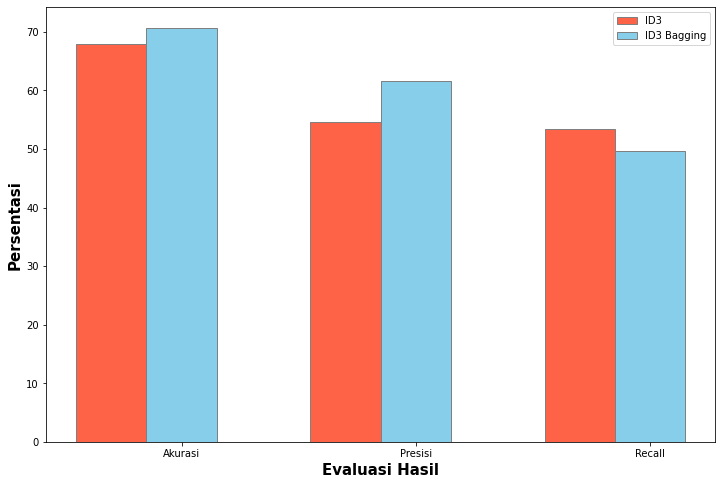 ID3
ID3 Bagging
70
60
50
40
30
20
10
0
Persentasi
Akurasi
Presisi
Recall
Evaluasi Hasil